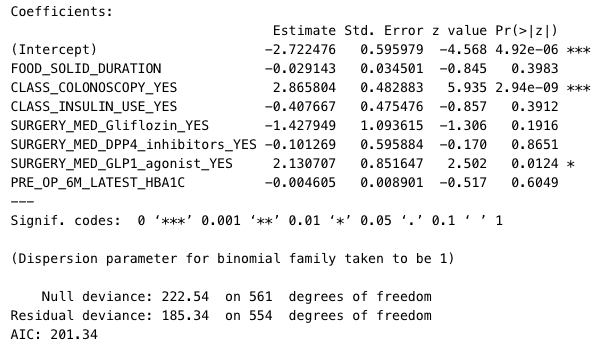 Coefficients:
                                Estimate Std. Error z value Pr(>|z|)
(Intercept)                    -2.722476   0.595979  -4.568 4.92e-06 ***
FOOD_SOLID_DURATION            -0.029143   0.034501  -0.845   0.3983
CLASS_COLONOSCOPY_YES           2.865804   0.482883   5.935 2.94e-09 ***
CLASS_INSULIN_USE_YES          -0.407667   0.475476  -0.857   0.3912
SURGERY_MED_Gliflozin_YES      -1.427949   1.093615  -1.306   0.1916
SURGERY_MED_DPP4_inhibitors_YES -0.101269   0.595884  -0.170   0.8651
SURGERY_MED_GLP1_agonist_YES    2.130707   0.851647   2.502   0.0124 *
PRE_OP_6M_LATEST_HBA1C         -0.004605   0.008901  -0.517   0.6049
---
Signif. codes:  0 ‘***’ 0.001 ‘**’ 0.01 ‘*’ 0.05 ‘.’ 0.1 ‘ ’ 1
(Dispersion parameter for binomial family taken to be 1)
    Null deviance: 222.54  on 561  degrees of freedom
Residual deviance: 185.34  on 554  degrees of freedom
AIC: 201.34